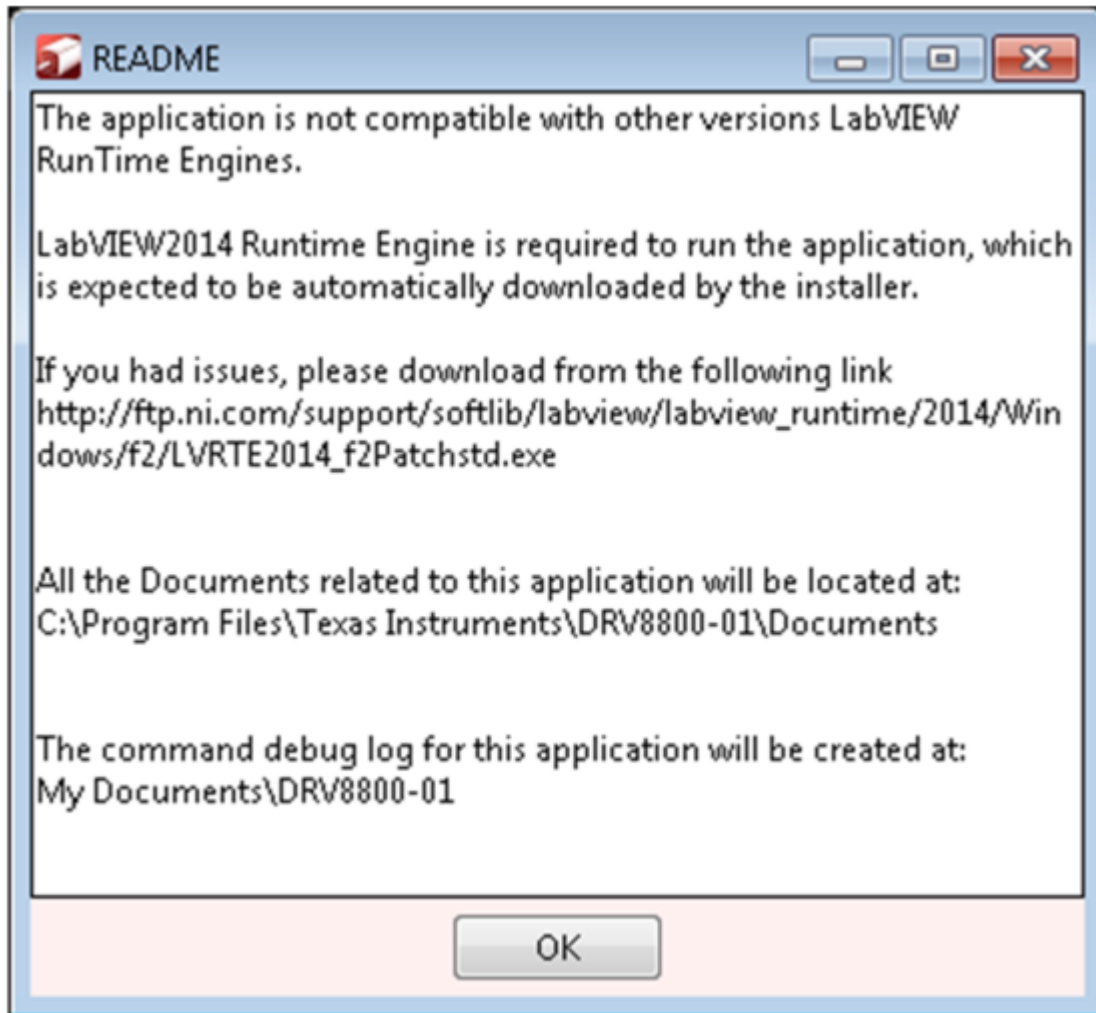 README
The application is not compatible with other versions LabVIEW
RunTime Engines.
LabVIEW2014 Runtime Engine is required to run the application, which
is expected to be automatically downloaded by the installer.
If you had issues, please download from the following link
http://ftp.ni.com/support/softlib/labview/labview_runtime/2014/Win
dows/f2/LVRTE2014_f2Patchstd.exe
All the Documents related to this application will be located at:
C:\Program Files\Texas Instruments\DRV8800-01\Documents
The command debug log for this application will be created at:
My Documents\DRV8800-01
OK